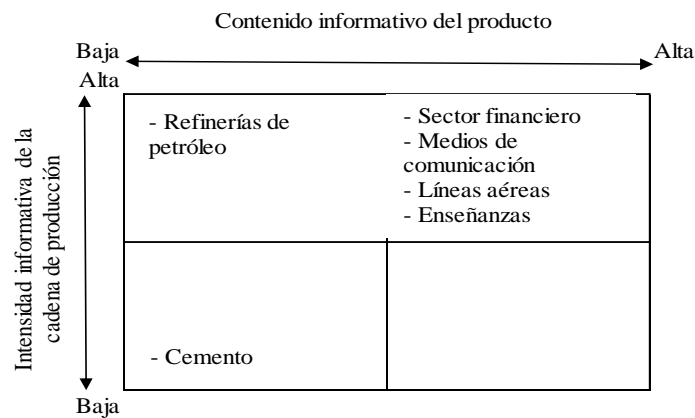 Contenido informativo del producto
Baja
Alta
Alta
- Refinerías de
petróleo
- Sector financiero
- Medios de
comunicación
- Líneas aéreas
- Enseñanzas
Intensidad informativa de la
cadena de producción
- Cemento
Baja